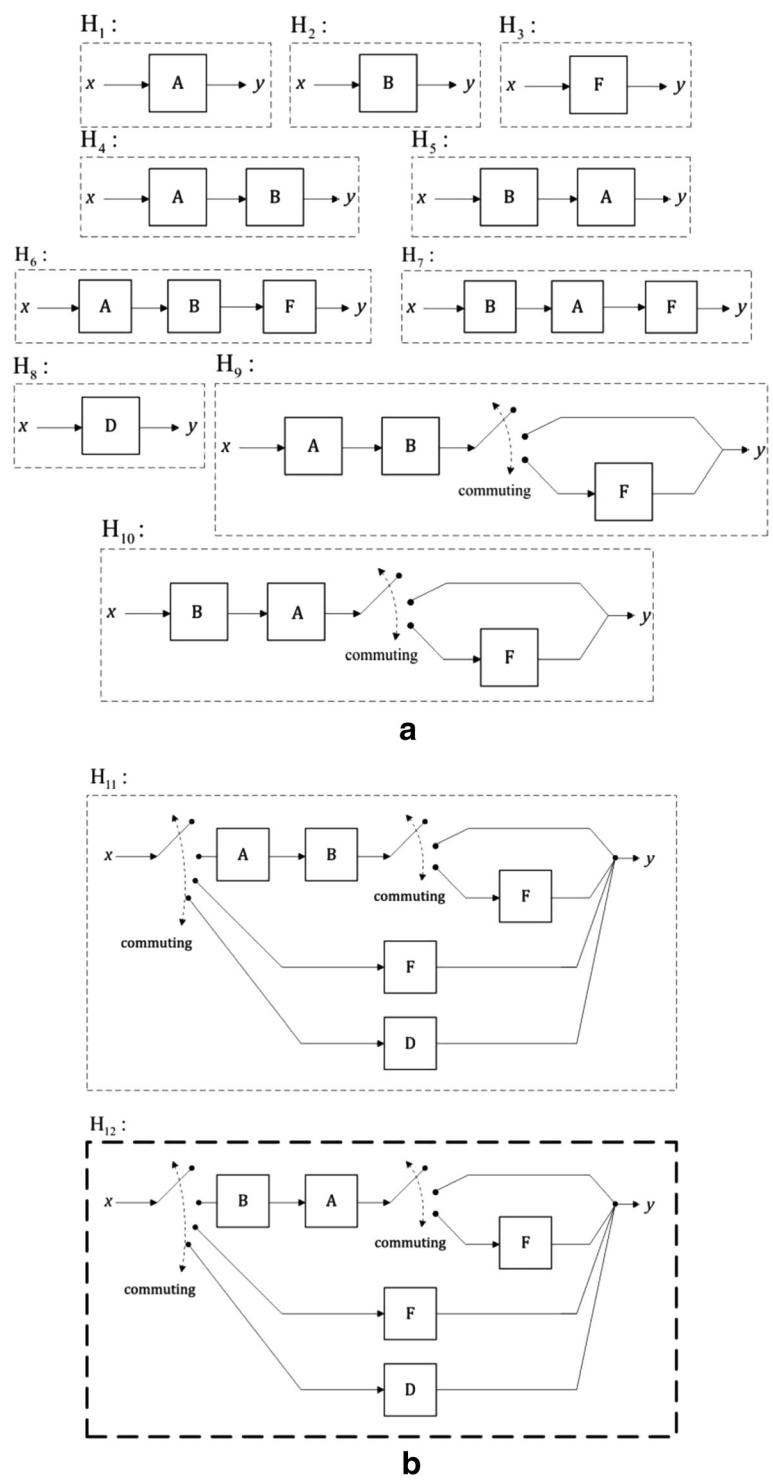 H1: H2: H3:
x A y x B y x F y
H4: H5:
x A B y x B A y
H6: H7:
x A B F y x B A F y
H8: H9:
x D y x A B commuting F y
H10:
x B A commuting F y
a
H11:
x A B y
commuting F
commuting
F
D
H12:
x B A y
commuting F
commuting
F
D
b